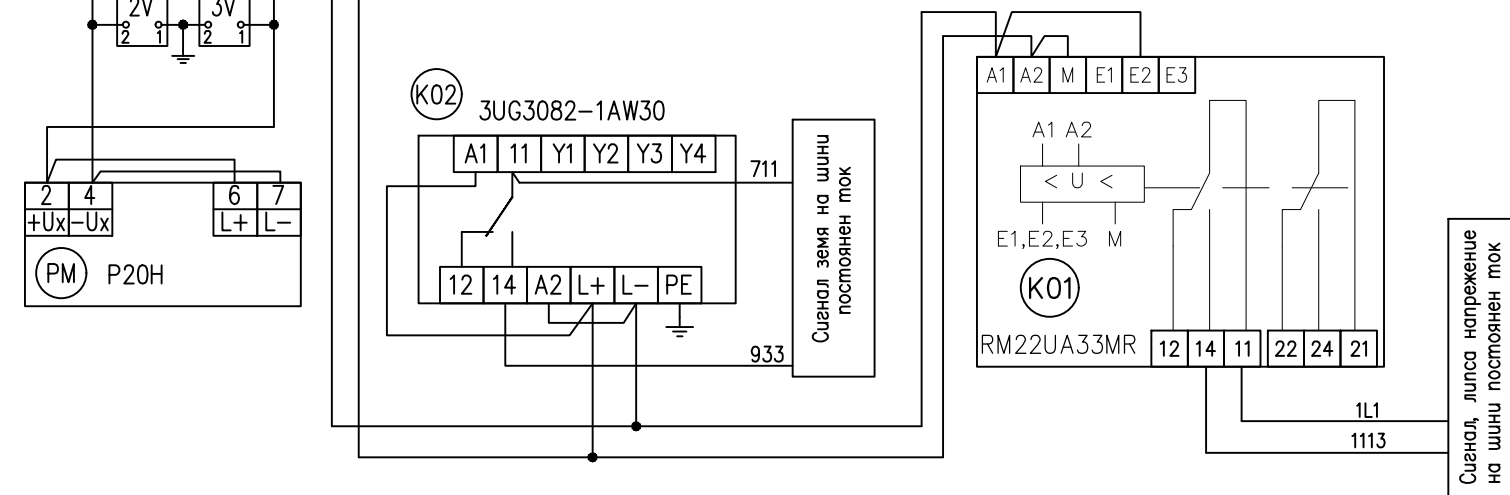 2V 3V
2 1 2 1
2 4 6 7
+Ux -Ux L+ L-
PM P20H
K02
3UG3082-1AW30
A1 11 Y1 Y2 Y3 Y4
12 14 A2 L+ L- PE
711
933
Сигнал земя на шини
постоянен ток
A1 A2 M E1 E2 E3
A1 A2
< U <
E1,E2,E3 M
K01
RM22UA33MR
12 14 11 22 24 21
1L1
1113
Сигнал, липса напрежение
на шини постоянен ток